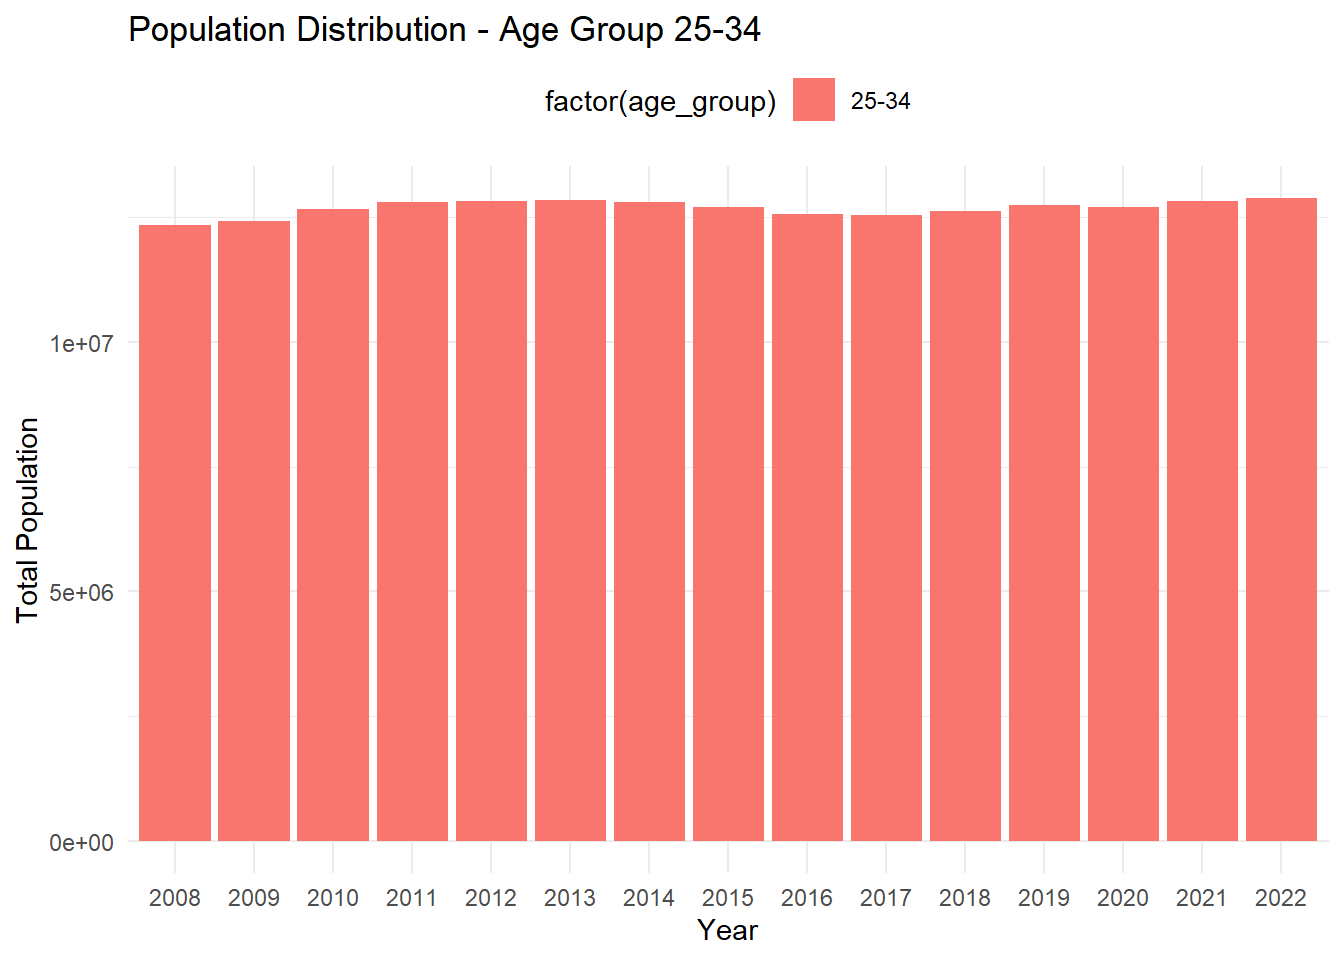 Population Distribution - Age Group 25-34
factor(age_group) 25-34
Total Population
1e+07
5e+06
0e+00
2008 2009 2010 2011 2012 2013 2014 2015 2016 2017 2018 2019 2020 2021 2022
Year